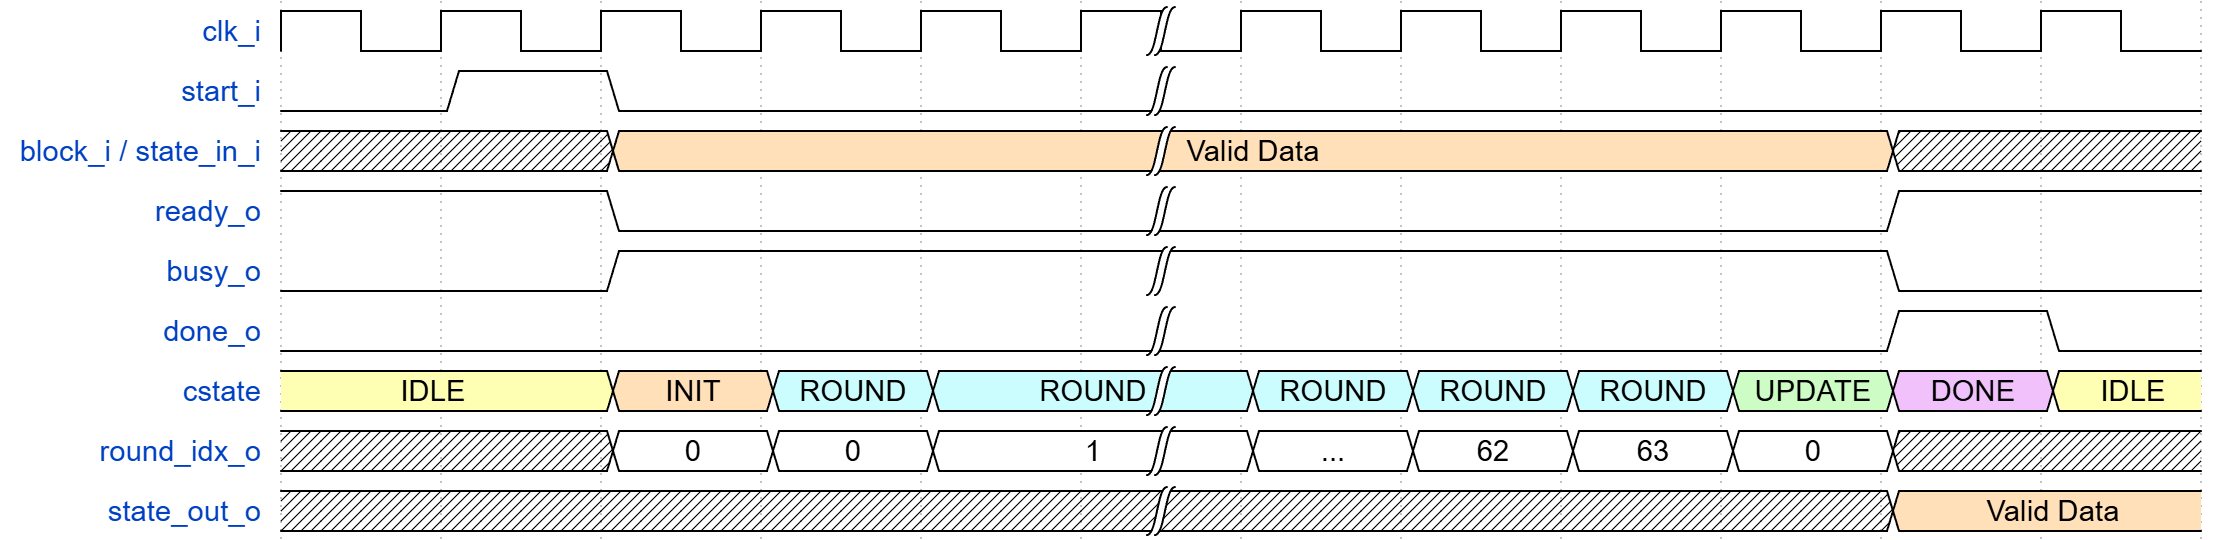 clk_i
start_i
block_i / state_in_i Valid Data
ready_o
busy_o
done_o
cstate IDLE INIT ROUND ROUND ROUND ROUND ROUND UPDATE DONE IDLE
round_idx_o 0 0 1 ... 62 63 0
state_out_o Valid Data